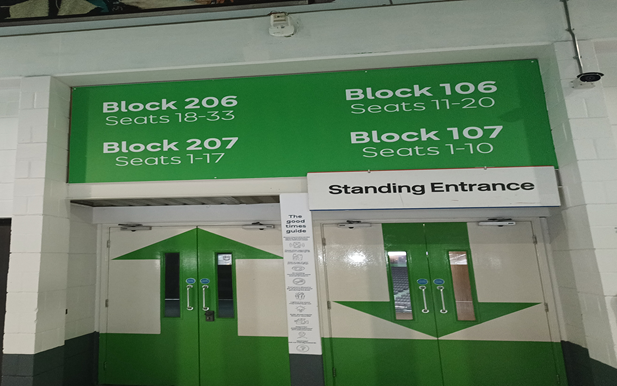 Block 206
Seats 18-33
Block 207
Seats 1-17
Block 106
Seats 11-20
Block 107
Seats 1-10
Standing Entrance
The
good
times
guide